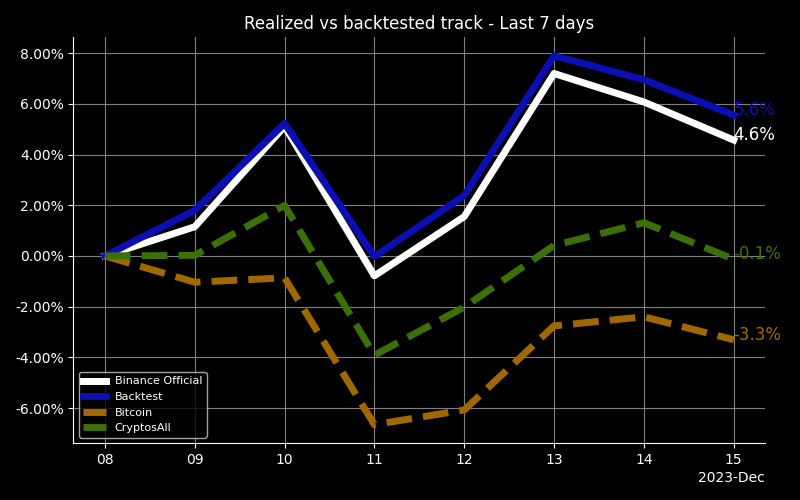 Realized vs backtested track - Last 7 days
8.00%
6.00%
4.00%
2.00%
0.00%
-2.00%
-4.00%
-6.00%
5.6%
4.6%
-0.1%
-3.3%
Binance Official
Backtest
Bitcoin
CryptosAll
08 09 10 11 12 13 14 15
2023-Dec